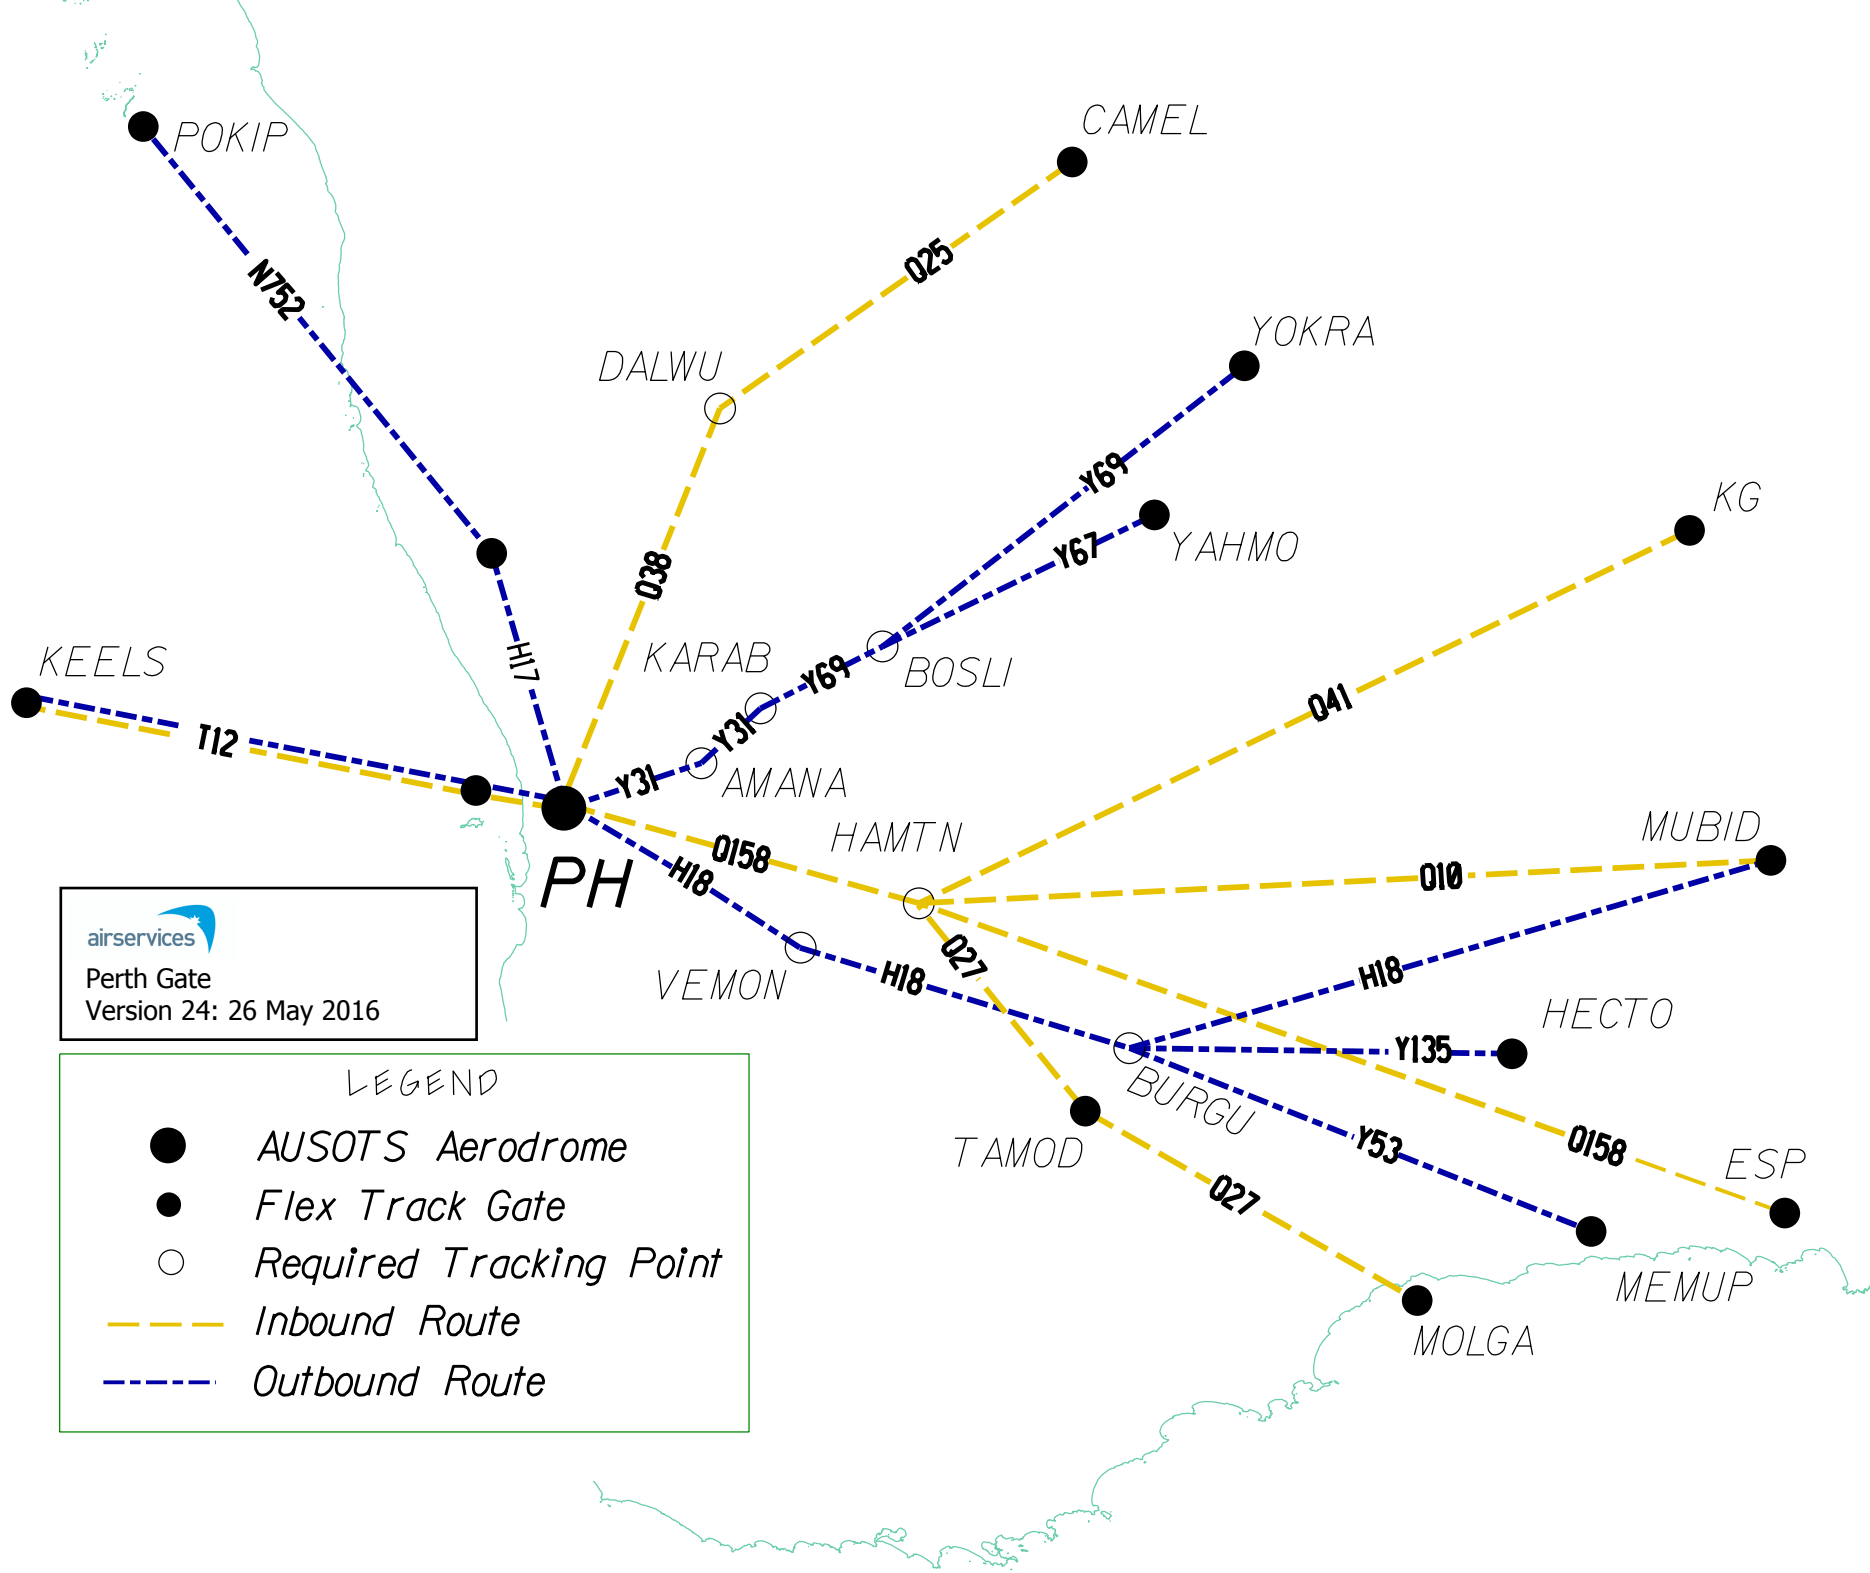 CAMEL
POKIP
Q25
N752
YOKRA
DALWU
Y69
KG
YAHMO
Y67
Q38
KARAB
H17
KEELS
Y69
BOSLI
Q41
T12
Y31
Y31
AMANA
HAMTN
MUBID
Q158
PH
H18
Q10
airservices
Perth Gate
Version 24: 26 May 2016
Q27
VEMON
H18
H18
HECTO
Y135
LEGEND
BURGU
AUSOTS Aerodrome
TAMOD
Y53
Q158
ESP
Flex Track Gate
Q27
Required Tracking Point
MEMUP
Inbound Route
MOLGA
Outbound Route